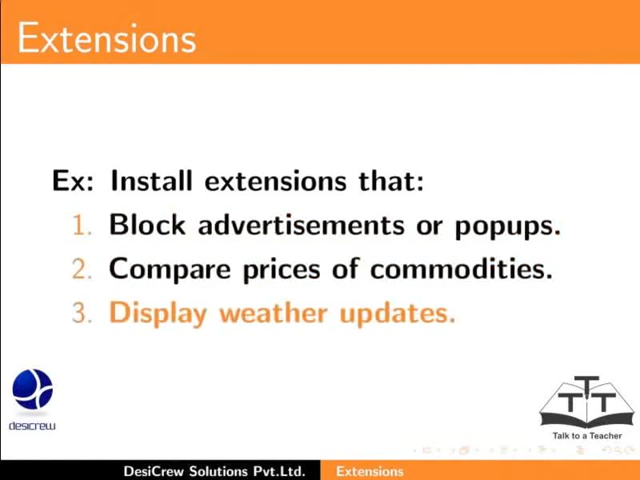 Extensions
Ex: Install extensions that:
1. Block advertisements or popups.
2. Compare prices of commodities.
3. Display weather updates.
desicrew
TTT
Talk to a Teacher
DesiCrew Solutions Pvt.Ltd.
Extensions